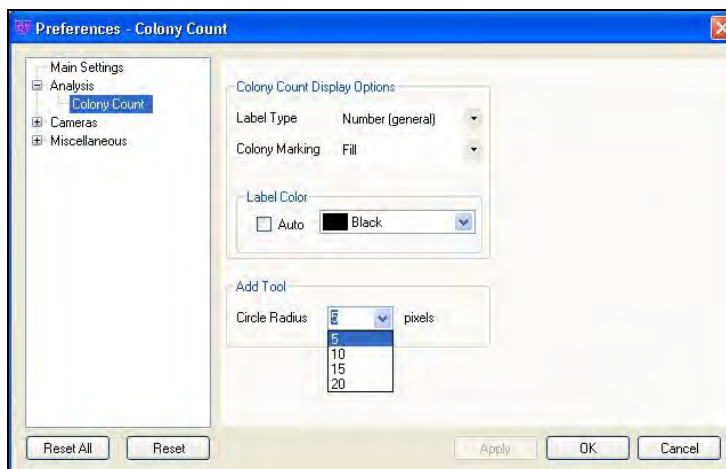 Preferences - Colony Count
Main Settings
Analysis
Colony Count
Cameras
Miscellaneous
Colony Count Display Options
Label Type Number (general)
Colony Marking Fill
Label Color
Auto Black
Add Tool
Circle Radius 5 pixels
5
10
15
20
Reset All Reset Apply OK Cancel